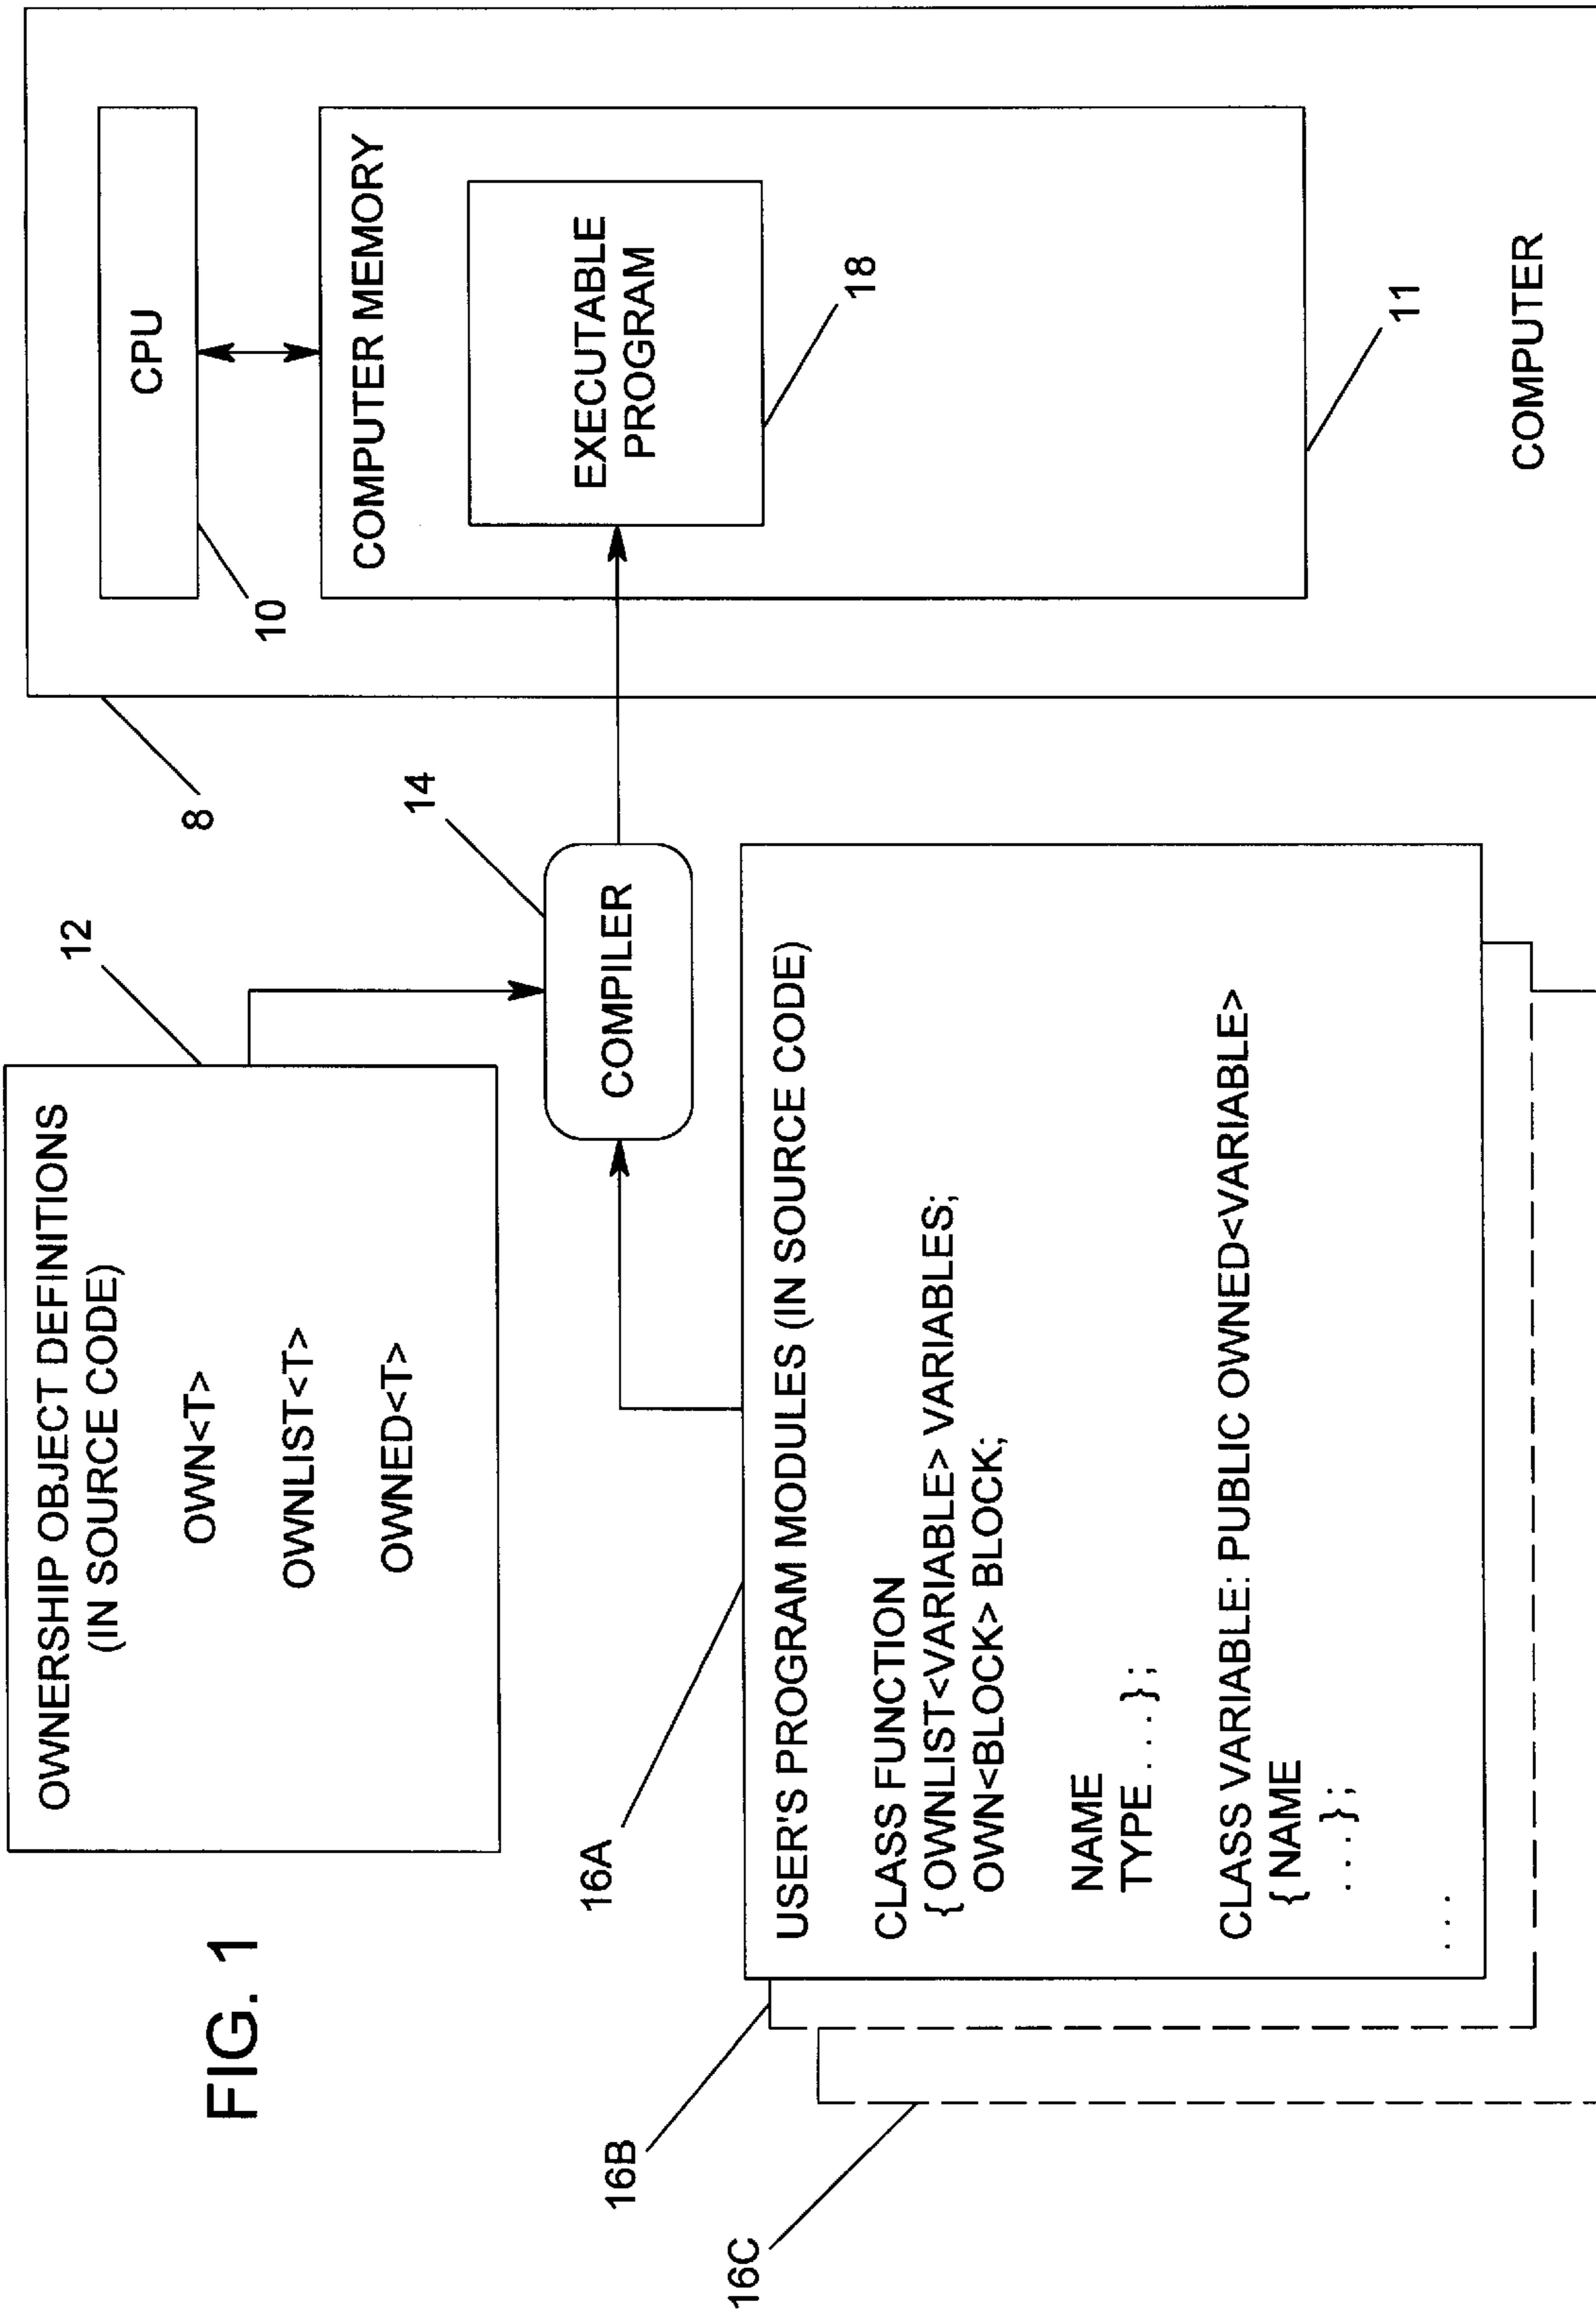 FIG. 1
OWNERSHIP OBJECT DEFINITIONS
(IN SOURCE CODE)
OWN<T>
OWNLIST<T>
OWNED<T>
12
COMPILER
14
8
CPU
10
COMPUTER MEMORY
EXECUTABLE
PROGRAM
18
11
COMPUTER
16A
16B
16C
USER'S PROGRAM MODULES (IN SOURCE CODE)
CLASS FUNCTION
{ OWNLIST<VARIABLE> VARIABLES;
OWN<BLOCK> BLOCK;
NAME
TYPE . . . . } ;
CLASS VARIABLE: PUBLIC OWNED<VARIABLE>
{ NAME
. . . . } ;
. . .